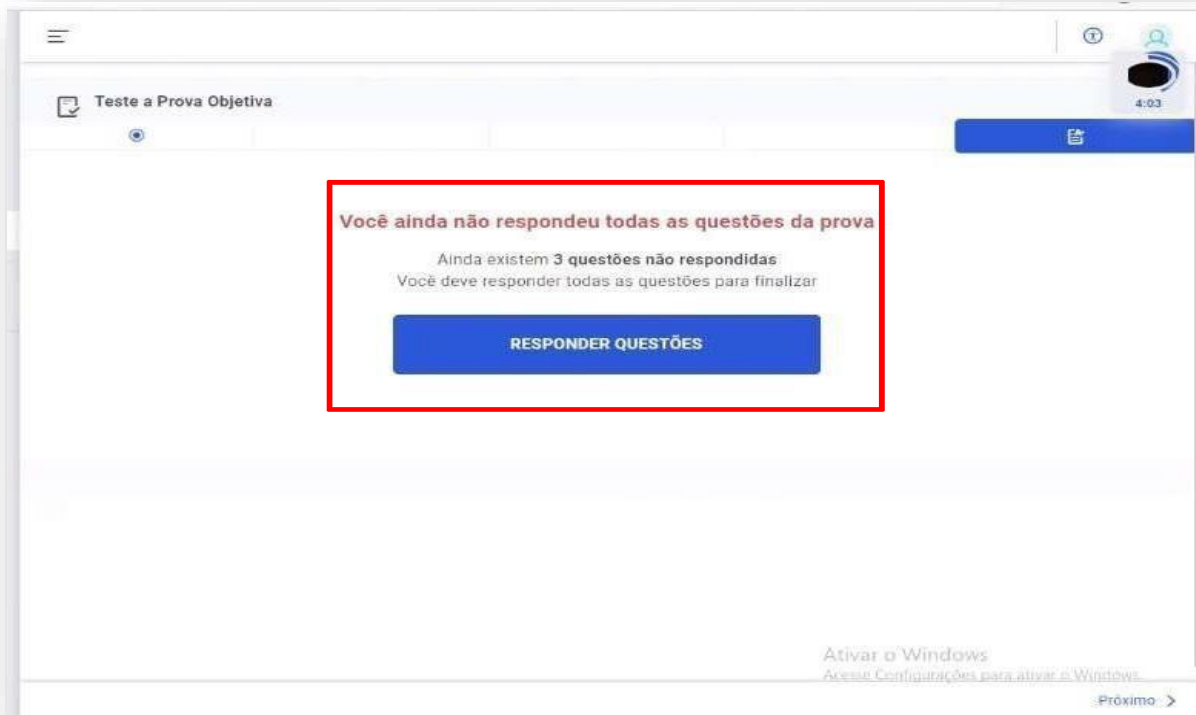 Teste a Prova Objetiva
4:03
Você ainda não respondeu todas as questões da prova
Ainda existem 3 questões não respondidas
Você deve responder todas as questões para finalizar
RESPONDER QUESTÕES
Ativar o Windows
Acesse Configurações para ativar o Windows.
Próximo